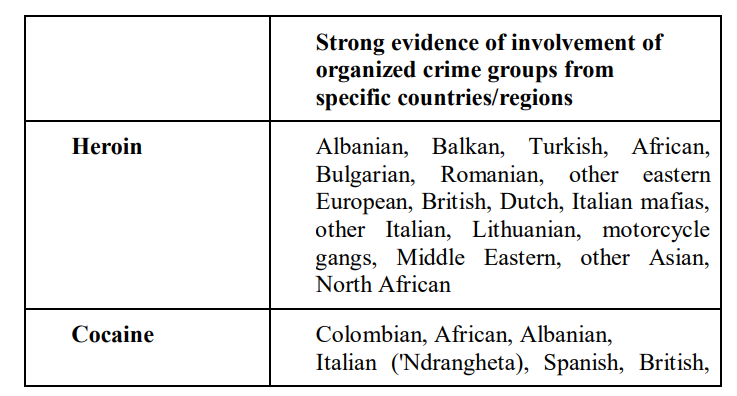 Strong evidence of involvement of
organized crime groups from
specific countries/regions
Heroin
Albanian, Balkan, Turkish, African,
Bulgarian, Romanian, other eastern
European, British, Dutch, Italian mafias,
other Italian, Lithuanian, motorcycle
gangs, Middle Eastern, other Asian,
North African
Cocaine
Colombian, African, Albanian,
Italian ('Ndrangheta), Spanish, British,